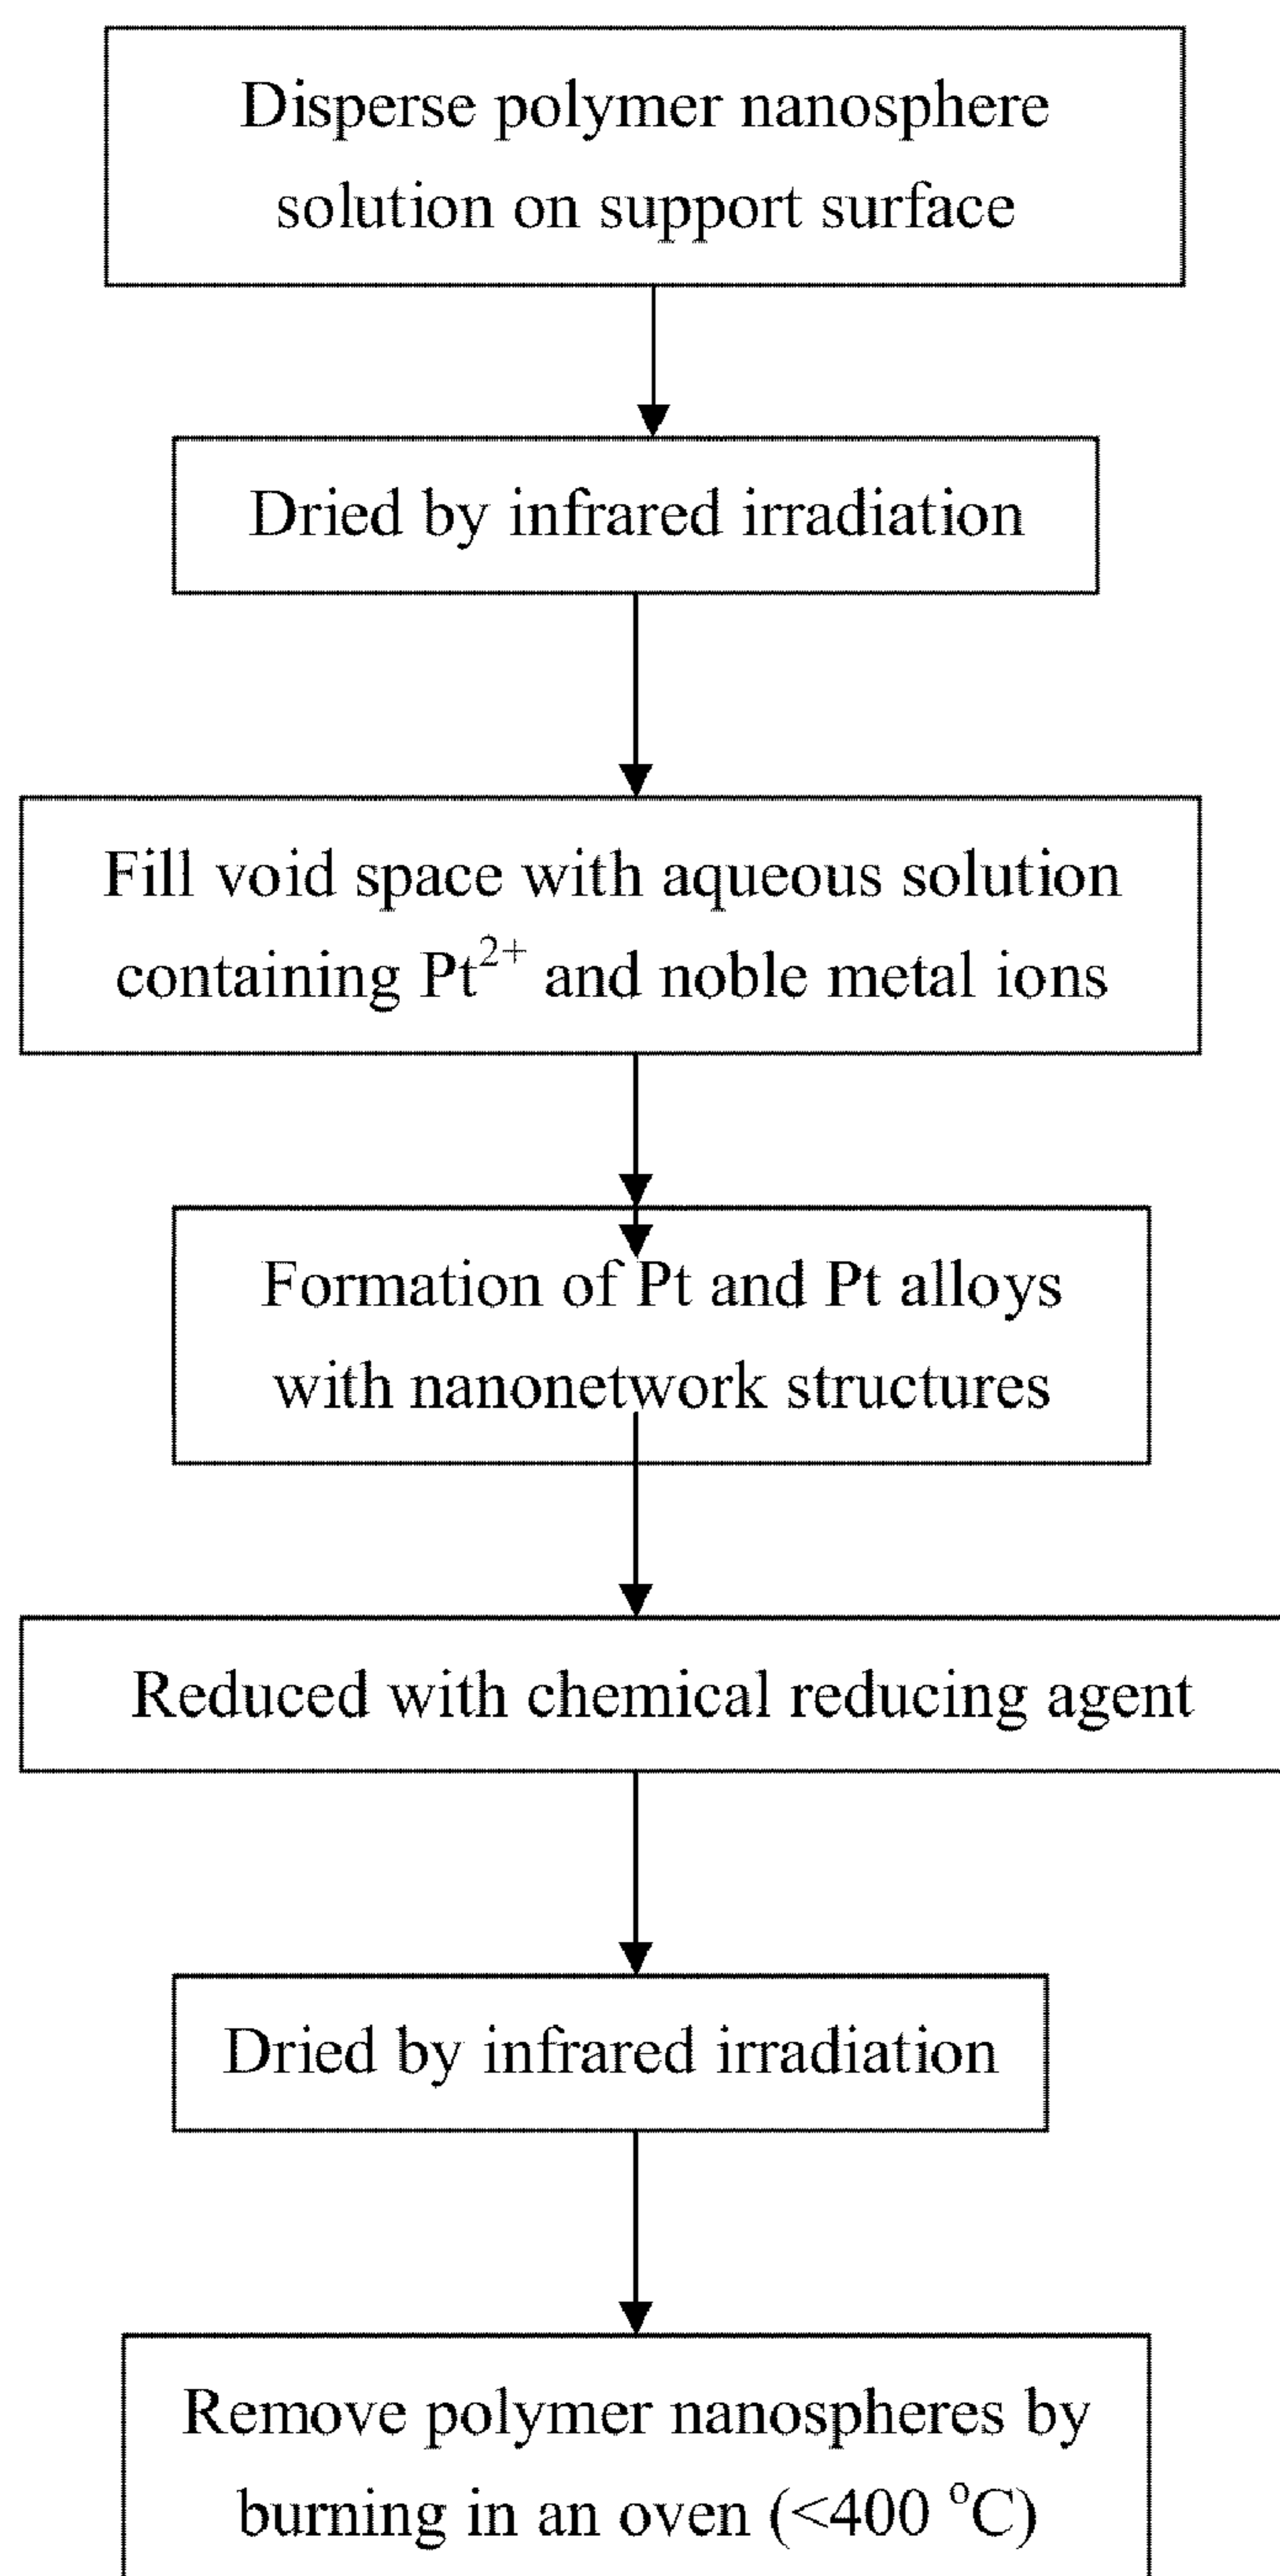 Disperse polymer nanosphere
solution on support surface
Dried by infrared irradiation
Fill void space with aqueous solution
containing Pt²⁺ and noble metal ions
Formation of Pt and Pt alloys
with nanonetwork structures
Reduced with chemical reducing agent
Dried by infrared irradiation
Remove polymer nanospheres by
burning in an oven (<400 °C)